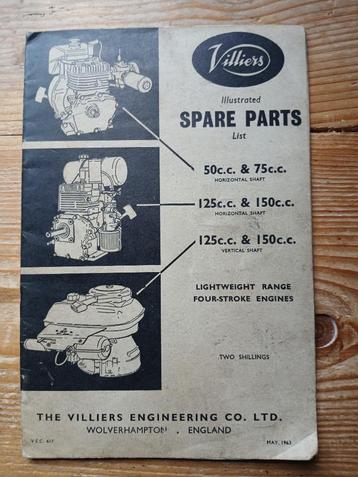 Villiers
Illustrated
SPARE PARTS
List
50c.c. & 75c.c.
HORIZONTAL SHAFT
125c.c. & 150c.c.
HORIZONTAL SHAFT
125c.c. & 150c.c.
VERTICAL SHAFT
LIGHTWEIGHT RANGE
FOUR-STROKE ENGINES
TWO SHILLINGS
THE VILLIERS ENGINEERING CO. LTD.
WOLVERHAMPTON . ENGLAND
MAY, 1963